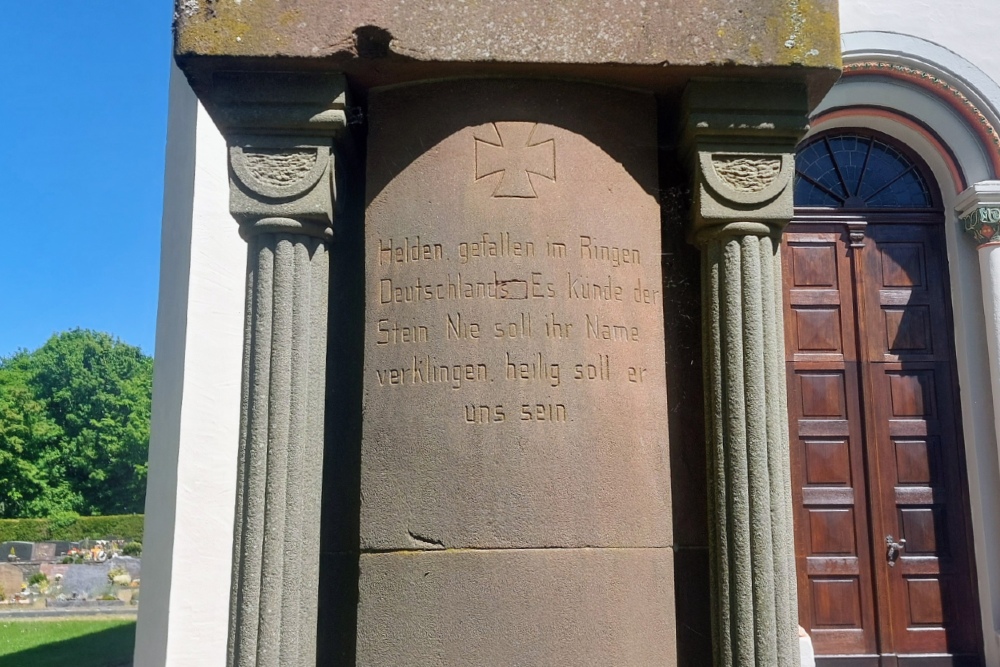 Helden, gefallen im Ringen
Deutschlands Es künde der
Stein. Nie soll ihr Name
verklingen, heilig soll er
uns sein.